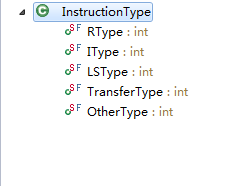 InstructionType
RType : int
IType : int
LSType : int
TransferType : int
OtherType : int